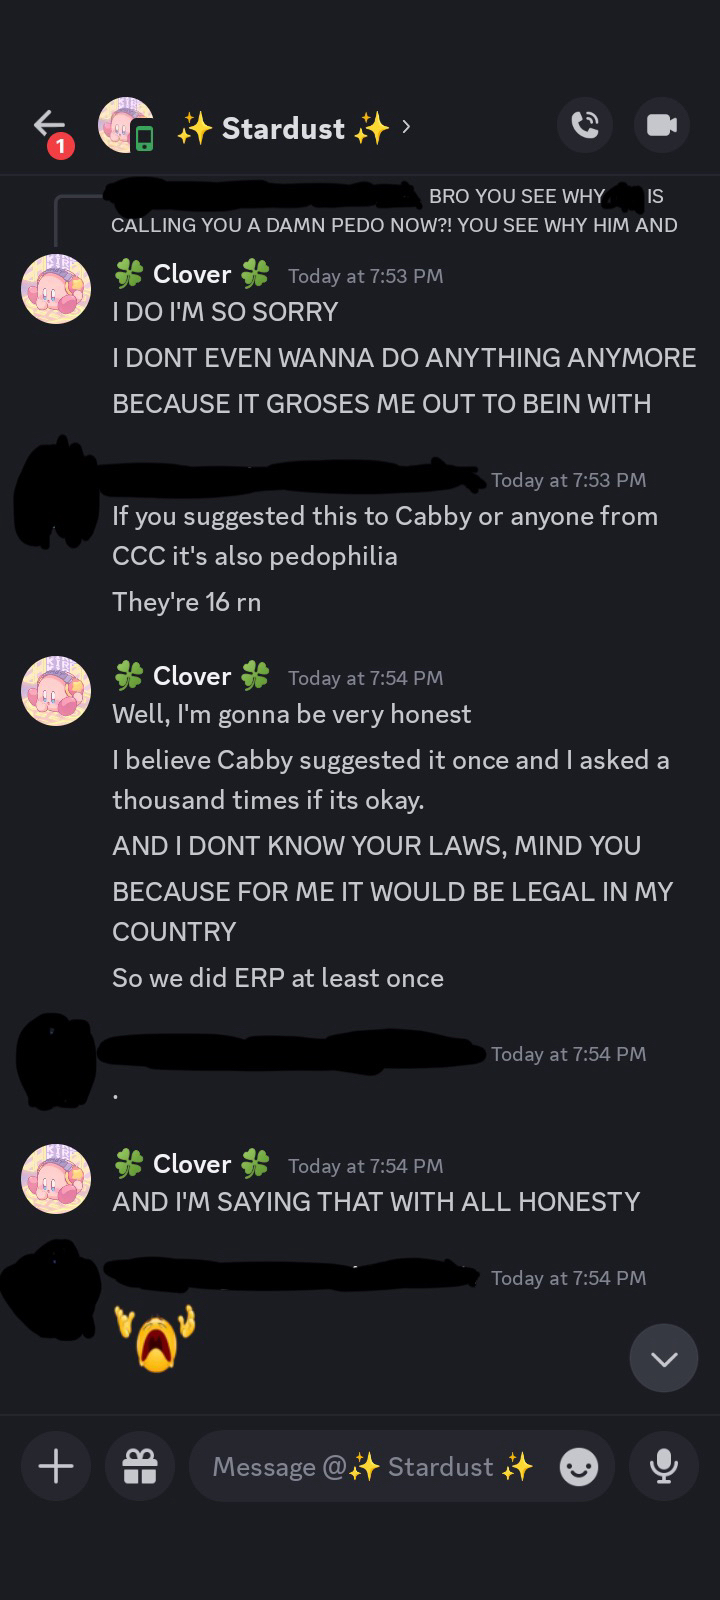 1
✨ Stardust ✨ ›
BRO YOU SEE WHY IS
CALLING YOU A DAMN PEDO NOW?! YOU SEE WHY HIM AND
🍀 Clover 🍀 Today at 7:53 PM
I DO I'M SO SORRY
I DONT EVEN WANNA DO ANYTHING ANYMORE
BECAUSE IT GROSES ME OUT TO BEIN WITH
Today at 7:53 PM
If you suggested this to Cabby or anyone from
CCC it's also pedophilia
They're 16 rn
🍀 Clover 🍀 Today at 7:54 PM
Well, I'm gonna be very honest
I believe Cabby suggested it once and I asked a
thousand times if its okay.
AND I DONT KNOW YOUR LAWS, MIND YOU
BECAUSE FOR ME IT WOULD BE LEGAL IN MY
COUNTRY
So we did ERP at least once
Today at 7:54 PM
.
🍀 Clover 🍀 Today at 7:54 PM
AND I'M SAYING THAT WITH ALL HONESTY
Today at 7:54 PM
Message @✨ Stardust ✨